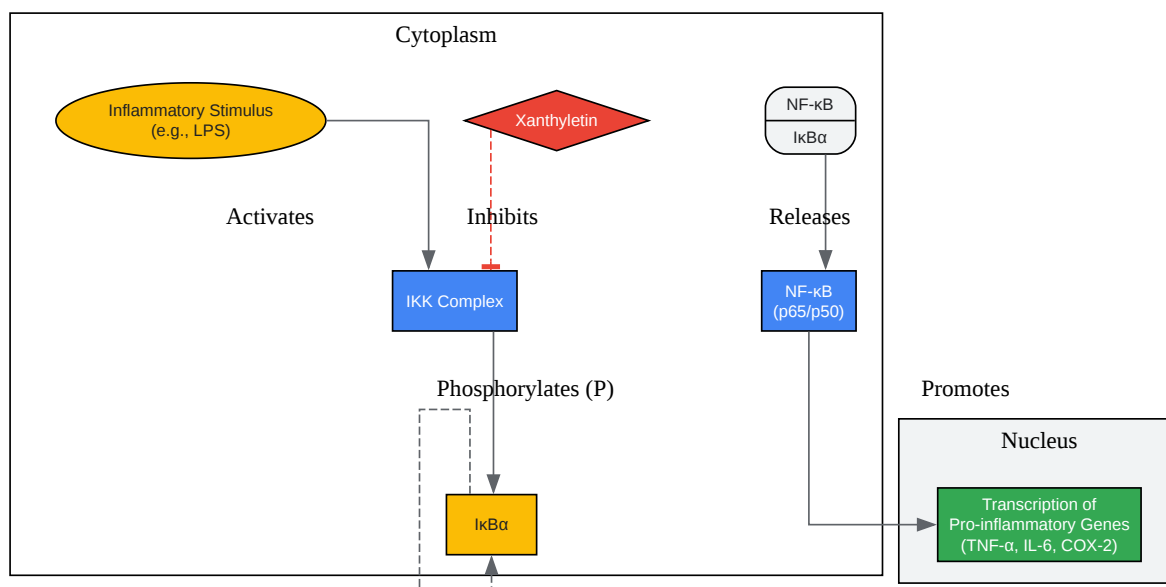 Cytoplasm
Inflammatory Stimulus
(e.g., LPS)
Xanthyletin
NF-κB
IκBα
Activates
Inhibits
Releases
IKK Complex
NF-κB
(p65/p50)
Phosphorylates (P)
Promotes
Nucleus
IκBα
Transcription of
Pro-inflammatory Genes
(TNF-α, IL-6, COX-2)